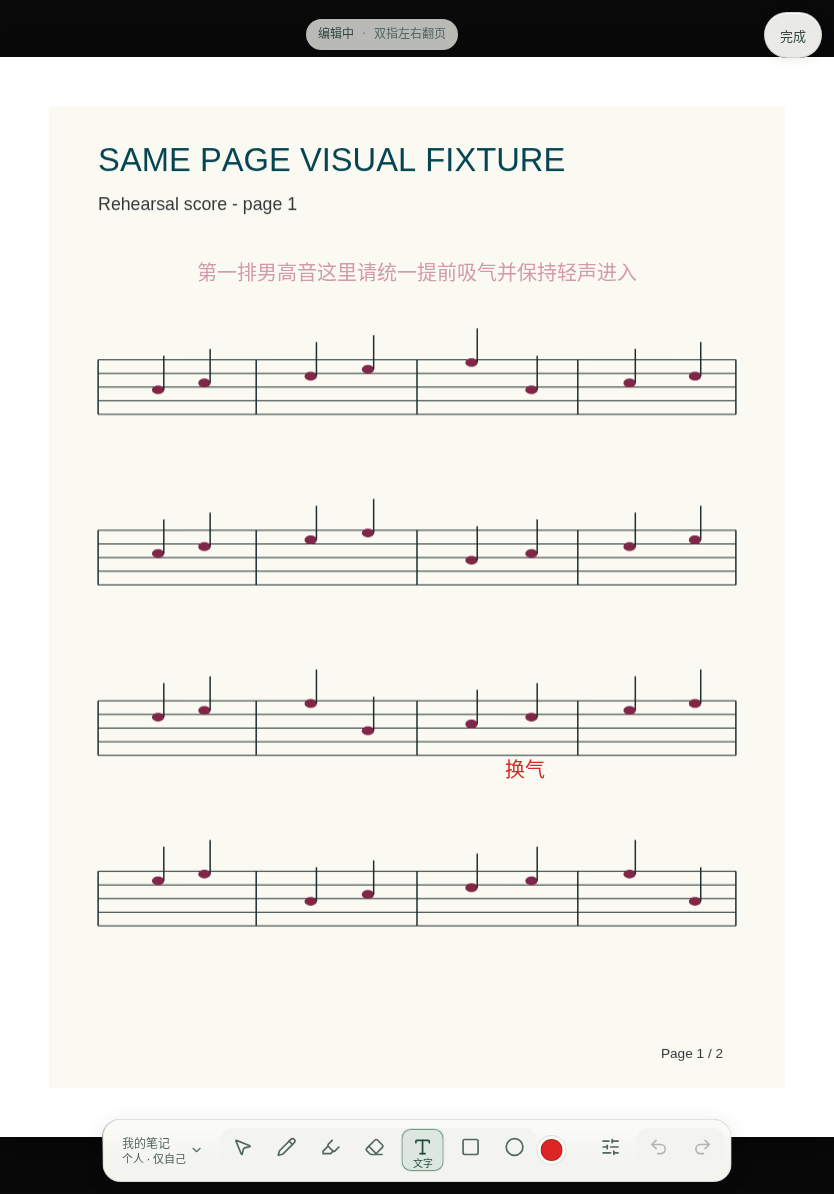 编辑中 · 双指左右翻页
完成
SAME PAGE VISUAL FIXTURE
Rehearsal score - page 1
第一排男高音这里请统一提前吸气并保持轻声进入
换气
Page 1 / 2
我的笔记
个人 · 仅自己
文字